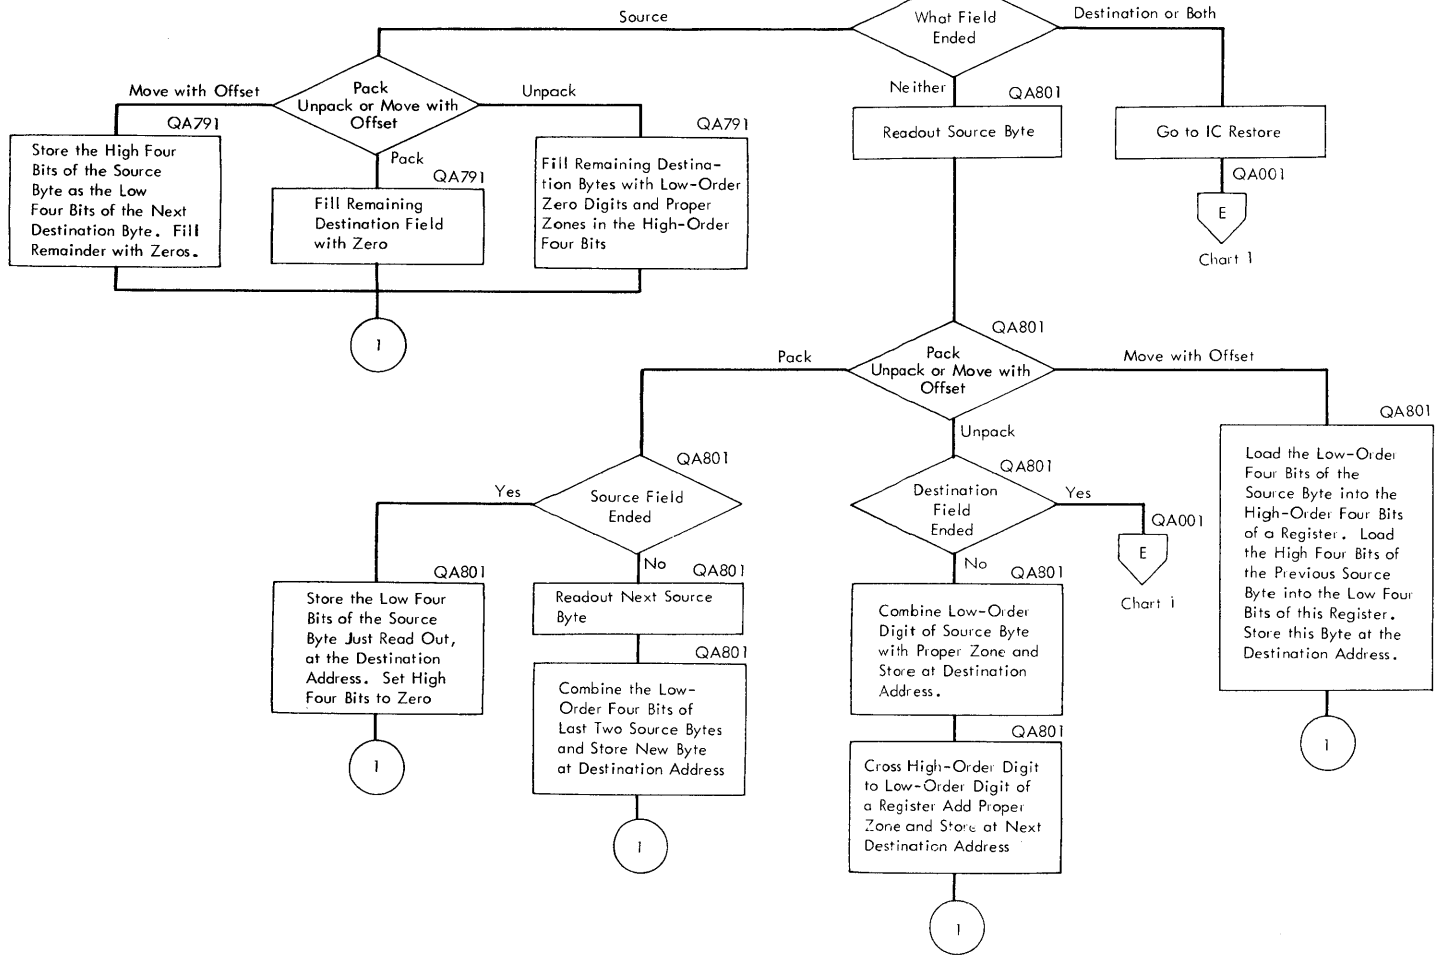 Source
What Field
Ended
Destination or Both
Neither
QA801
Readout Source Byte
Go to IC Restore
QA001
E
Chart 1
Pack
Unpack or Move with
Offset
Move with Offset
Unpack
Pack
QA791
Store the High Four
Bits of the Source
Byte as the Low
Four Bits of the Next
Destination Byte. Fill
Remainder with Zeros.
QA791
Fill Remaining
Destination Field
with Zero
QA791
Fill Remaining Destina-
tion Bytes with Low-Order
Zero Digits and Proper
Zones in the High-Order
Four Bits
1
QA801
Pack
Unpack or Move with
Offset
Pack
Move with Offset
Unpack
QA801
Source Field
Ended
Yes
No
QA801
Store the Low Four
Bits of the Source
Byte Just Read Out,
at the Destination
Address. Set High
Four Bits to Zero
1
QA801
Readout Next Source
Byte
QA801
Combine the Low-
Order Four Bits of
Last Two Source Bytes
and Store New Byte
at Destination Address
1
QA801
Destination
Field
Ended
Yes
QA001
E
Chart i
No
QA801
Combine Low-Order
Digit of Source Byte
with Proper Zone and
Store at Destination
Address.
QA801
Cross High-Order Digit
to Low-Order Digit of
a Register Add Proper
Zone and Store at Next
Destination Address
1
QA801
Load the Low-Order
Four Bits of the
Source Byte into the
High-Order Four Bits
of a Register. Load
the High Four Bits of
the Previous Source
Byte into the Low Four
Bits of this Register.
Store this Byte at the
Destination Address.
1